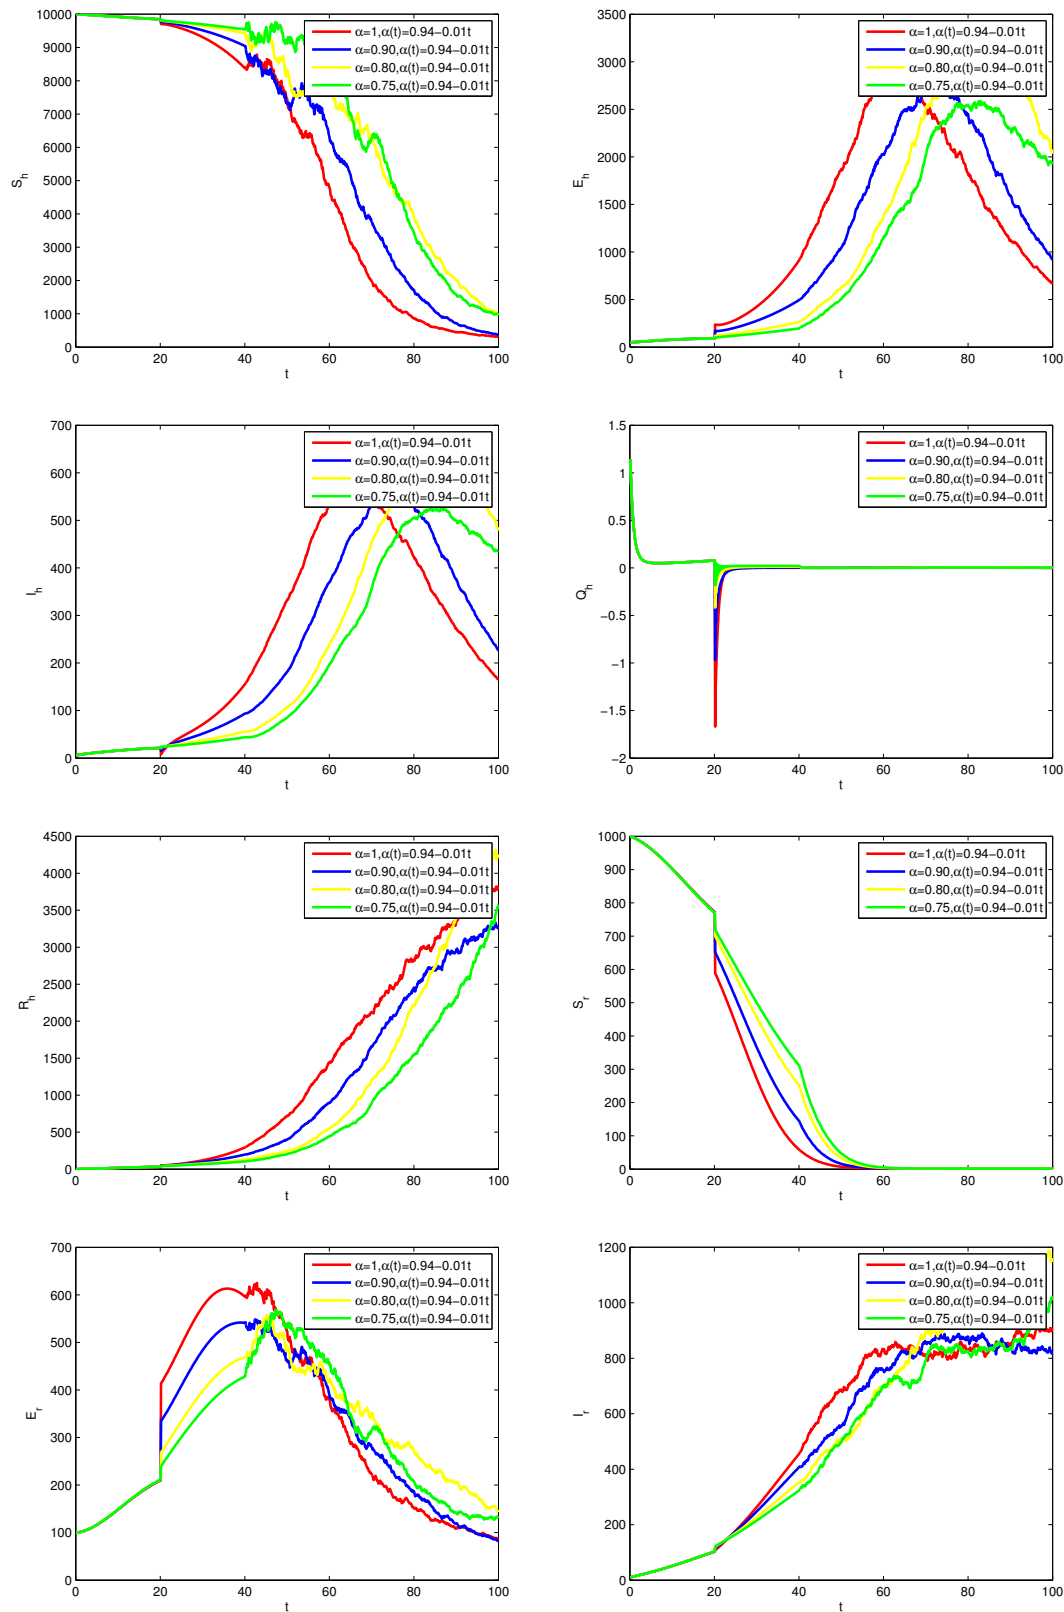 10000
9000
8000
7000
6000
5000
4000
3000
2000
1000
0
S_h
0 20 40 60 80 100
t
α=1,α(t)=0.94−0.01t
α=0.90,α(t)=0.94−0.01t
α=0.80,α(t)=0.94−0.01t
α=0.75,α(t)=0.94−0.01t
3500
3000
2500
2000
1500
1000
500
0
E_h
0 20 40 60 80 100
t
α=1,α(t)=0.94−0.01t
α=0.90,α(t)=0.94−0.01t
α=0.80,α(t)=0.94−0.01t
α=0.75,α(t)=0.94−0.01t
700
600
500
400
300
200
100
0
I_h
0 20 40 60 80 100
t
α=1,α(t)=0.94−0.01t
α=0.90,α(t)=0.94−0.01t
α=0.80,α(t)=0.94−0.01t
α=0.75,α(t)=0.94−0.01t
1.5
1
0.5
0
−0.5
−1
−1.5
−2
Q_h
0 20 40 60 80 100
t
α=1,α(t)=0.94−0.01t
α=0.90,α(t)=0.94−0.01t
α=0.80,α(t)=0.94−0.01t
α=0.75,α(t)=0.94−0.01t
4500
4000
3500
3000
2500
2000
1500
1000
500
0
R_h
0 20 40 60 80 100
t
α=1,α(t)=0.94−0.01t
α=0.90,α(t)=0.94−0.01t
α=0.80,α(t)=0.94−0.01t
α=0.75,α(t)=0.94−0.01t
1000
900
800
700
600
500
400
300
200
100
0
S_r
0 20 40 60 80 100
t
α=1,α(t)=0.94−0.01t
α=0.90,α(t)=0.94−0.01t
α=0.80,α(t)=0.94−0.01t
α=0.75,α(t)=0.94−0.01t
700
600
500
400
300
200
100
0
E_r
0 20 40 60 80 100
t
α=1,α(t)=0.94−0.01t
α=0.90,α(t)=0.94−0.01t
α=0.80,α(t)=0.94−0.01t
α=0.75,α(t)=0.94−0.01t
1200
1000
800
600
400
200
0
I_r
0 20 40 60 80 100
t
α=1,α(t)=0.94−0.01t
α=0.90,α(t)=0.94−0.01t
α=0.80,α(t)=0.94−0.01t
α=0.75,α(t)=0.94−0.01t